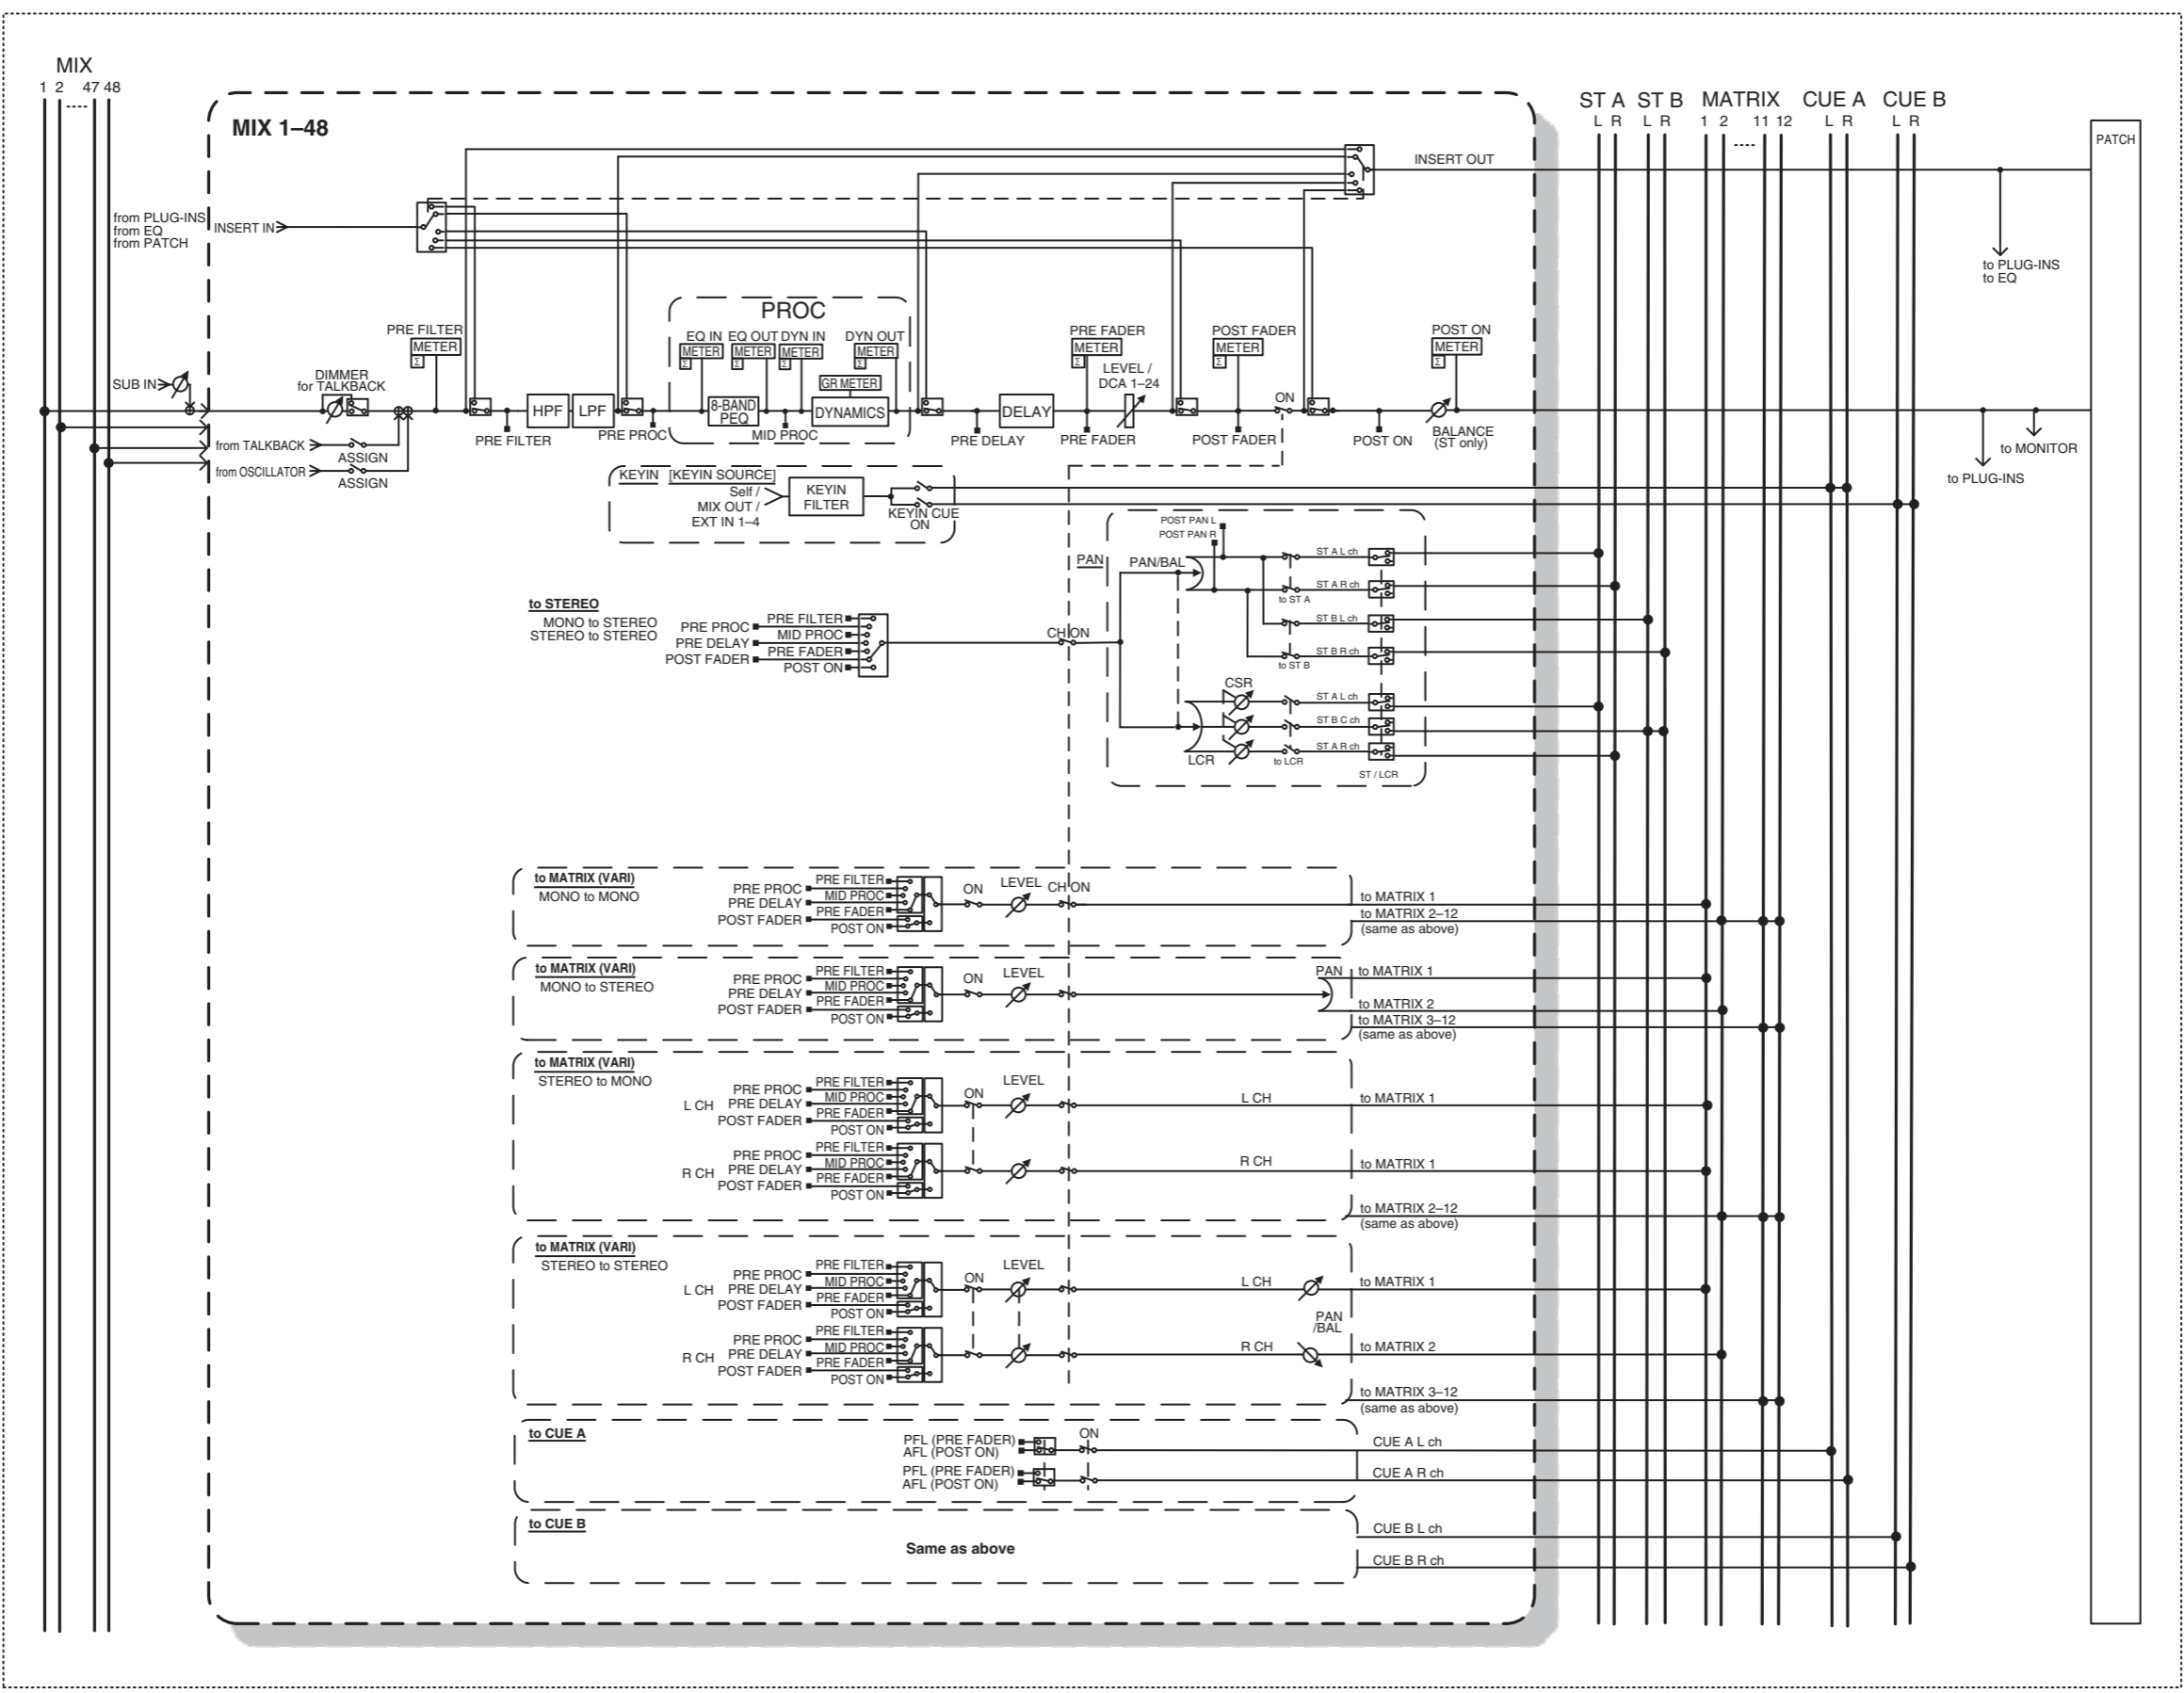 MIX
1 2 ---- 47 48
MIX 1–48
ST A ST B MATRIX CUE A CUE B
L R L R 1 2 ---- 11 12 L R L R
PATCH
INSERT OUT
to PLUG-INS
to EQ
from PLUG-INS
from EQ
from PATCH
INSERT IN
SUB IN
DIMMER
for TALKBACK
from TALKBACK
ASSIGN
from OSCILLATOR
ASSIGN
PRE FILTER
METER
Σ
PRE FILTER
HPF
LPF
PRE PROC
PROC
EQ IN EQ OUT DYN IN DYN OUT
METER METER METER METER
Σ Σ Σ Σ
GR METER
8-BAND
PEQ
MID PROC
DYNAMICS
PRE DELAY
DELAY
PRE FADER
METER
Σ
PRE FADER
LEVEL /
DCA 1–24
POST FADER
METER
Σ
POST FADER
ON
POST ON
METER
Σ
POST ON
BALANCE
(ST only)
to MONITOR
to PLUG-INS
KEYIN [KEYIN SOURCE]
Self /
MIX OUT /
EXT IN 1–4
KEYIN
FILTER
KEYIN CUE
ON
to STEREO
MONO to STEREO
STEREO to STEREO
PRE FILTER
PRE PROC
MID PROC
PRE DELAY
PRE FADER
POST FADER
POST ON
CH ON
PAN
POST PAN L
POST PAN R
PAN/BAL
ST A L ch
ST A R ch
to ST A
ST B L ch
ST B R ch
to ST B
CSR
ST A L ch
ST B C ch
ST A R ch
LCR
to LCR
ST / LCR
to MATRIX (VARI)
MONO to MONO
PRE FILTER
PRE PROC
MID PROC
PRE DELAY
PRE FADER
POST FADER
POST ON
ON
LEVEL
CH ON
to MATRIX 1
to MATRIX 2–12
(same as above)
to MATRIX (VARI)
MONO to STEREO
PRE FILTER
PRE PROC
MID PROC
PRE DELAY
PRE FADER
POST FADER
POST ON
ON
LEVEL
PAN
to MATRIX 1
to MATRIX 2
to MATRIX 3–12
(same as above)
to MATRIX (VARI)
STEREO to MONO
L CH
PRE FILTER
PRE PROC
MID PROC
PRE DELAY
PRE FADER
POST FADER
POST ON
ON
LEVEL
L CH
to MATRIX 1
R CH
PRE FILTER
PRE PROC
MID PROC
PRE DELAY
PRE FADER
POST FADER
POST ON
R CH
to MATRIX 1
to MATRIX 2–12
(same as above)
to MATRIX (VARI)
STEREO to STEREO
L CH
PRE FILTER
PRE PROC
MID PROC
PRE DELAY
PRE FADER
POST FADER
POST ON
ON
LEVEL
L CH
to MATRIX 1
PAN
/BAL
R CH
PRE FILTER
PRE PROC
MID PROC
PRE DELAY
PRE FADER
POST FADER
POST ON
R CH
to MATRIX 2
to MATRIX 3–12
(same as above)
to CUE A
PFL (PRE FADER)
AFL (POST ON)
ON
CUE A L ch
PFL (PRE FADER)
AFL (POST ON)
CUE A R ch
to CUE B
Same as above
CUE B L ch
CUE B R ch